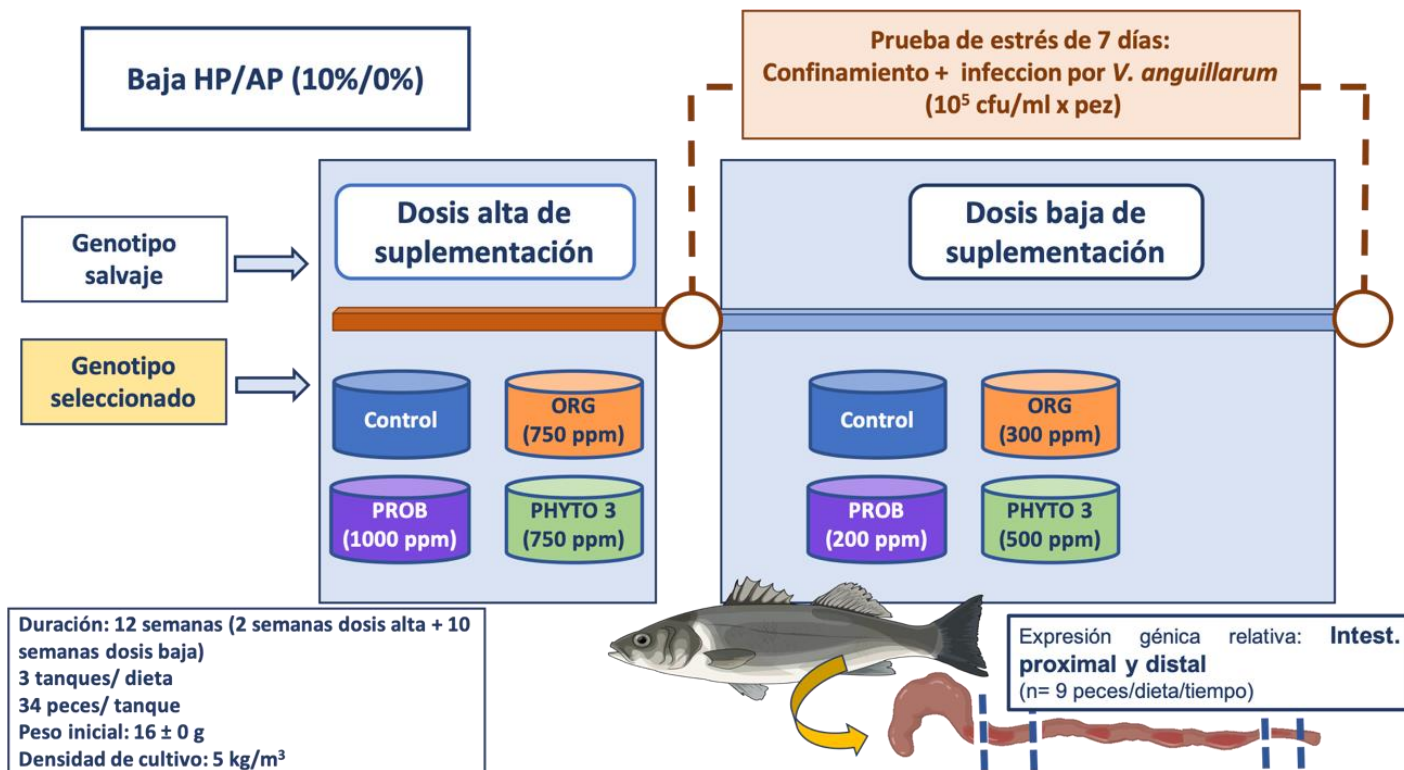 Baja HP/AP (10%/0%)
Prueba de estrés de 7 días:
Confinamiento + infeccion por V. anguillarum
(10⁵ cfu/ml x pez)
Genotipo
salvaje
Genotipo
seleccionado
Dosis alta de
suplementación
Control
ORG
(750 ppm)
PROB
(1000 ppm)
PHYTO 3
(750 ppm)
Dosis baja de
suplementación
Control
ORG
(300 ppm)
PROB
(200 ppm)
PHYTO 3
(500 ppm)
Duración: 12 semanas (2 semanas dosis alta + 10
semanas dosis baja)
3 tanques/ dieta
34 peces/ tanque
Peso inicial: 16 ± 0 g
Densidad de cultivo: 5 kg/m³
Expresión génica relativa: Intest.
proximal y distal
(n= 9 peces/dieta/tiempo)